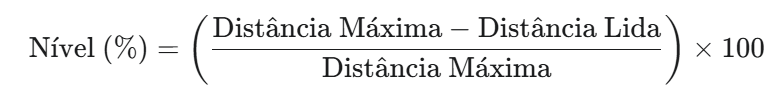 Nível (%) = ( (Distância Máxima − Distância Lida) / Distância Máxima ) × 100